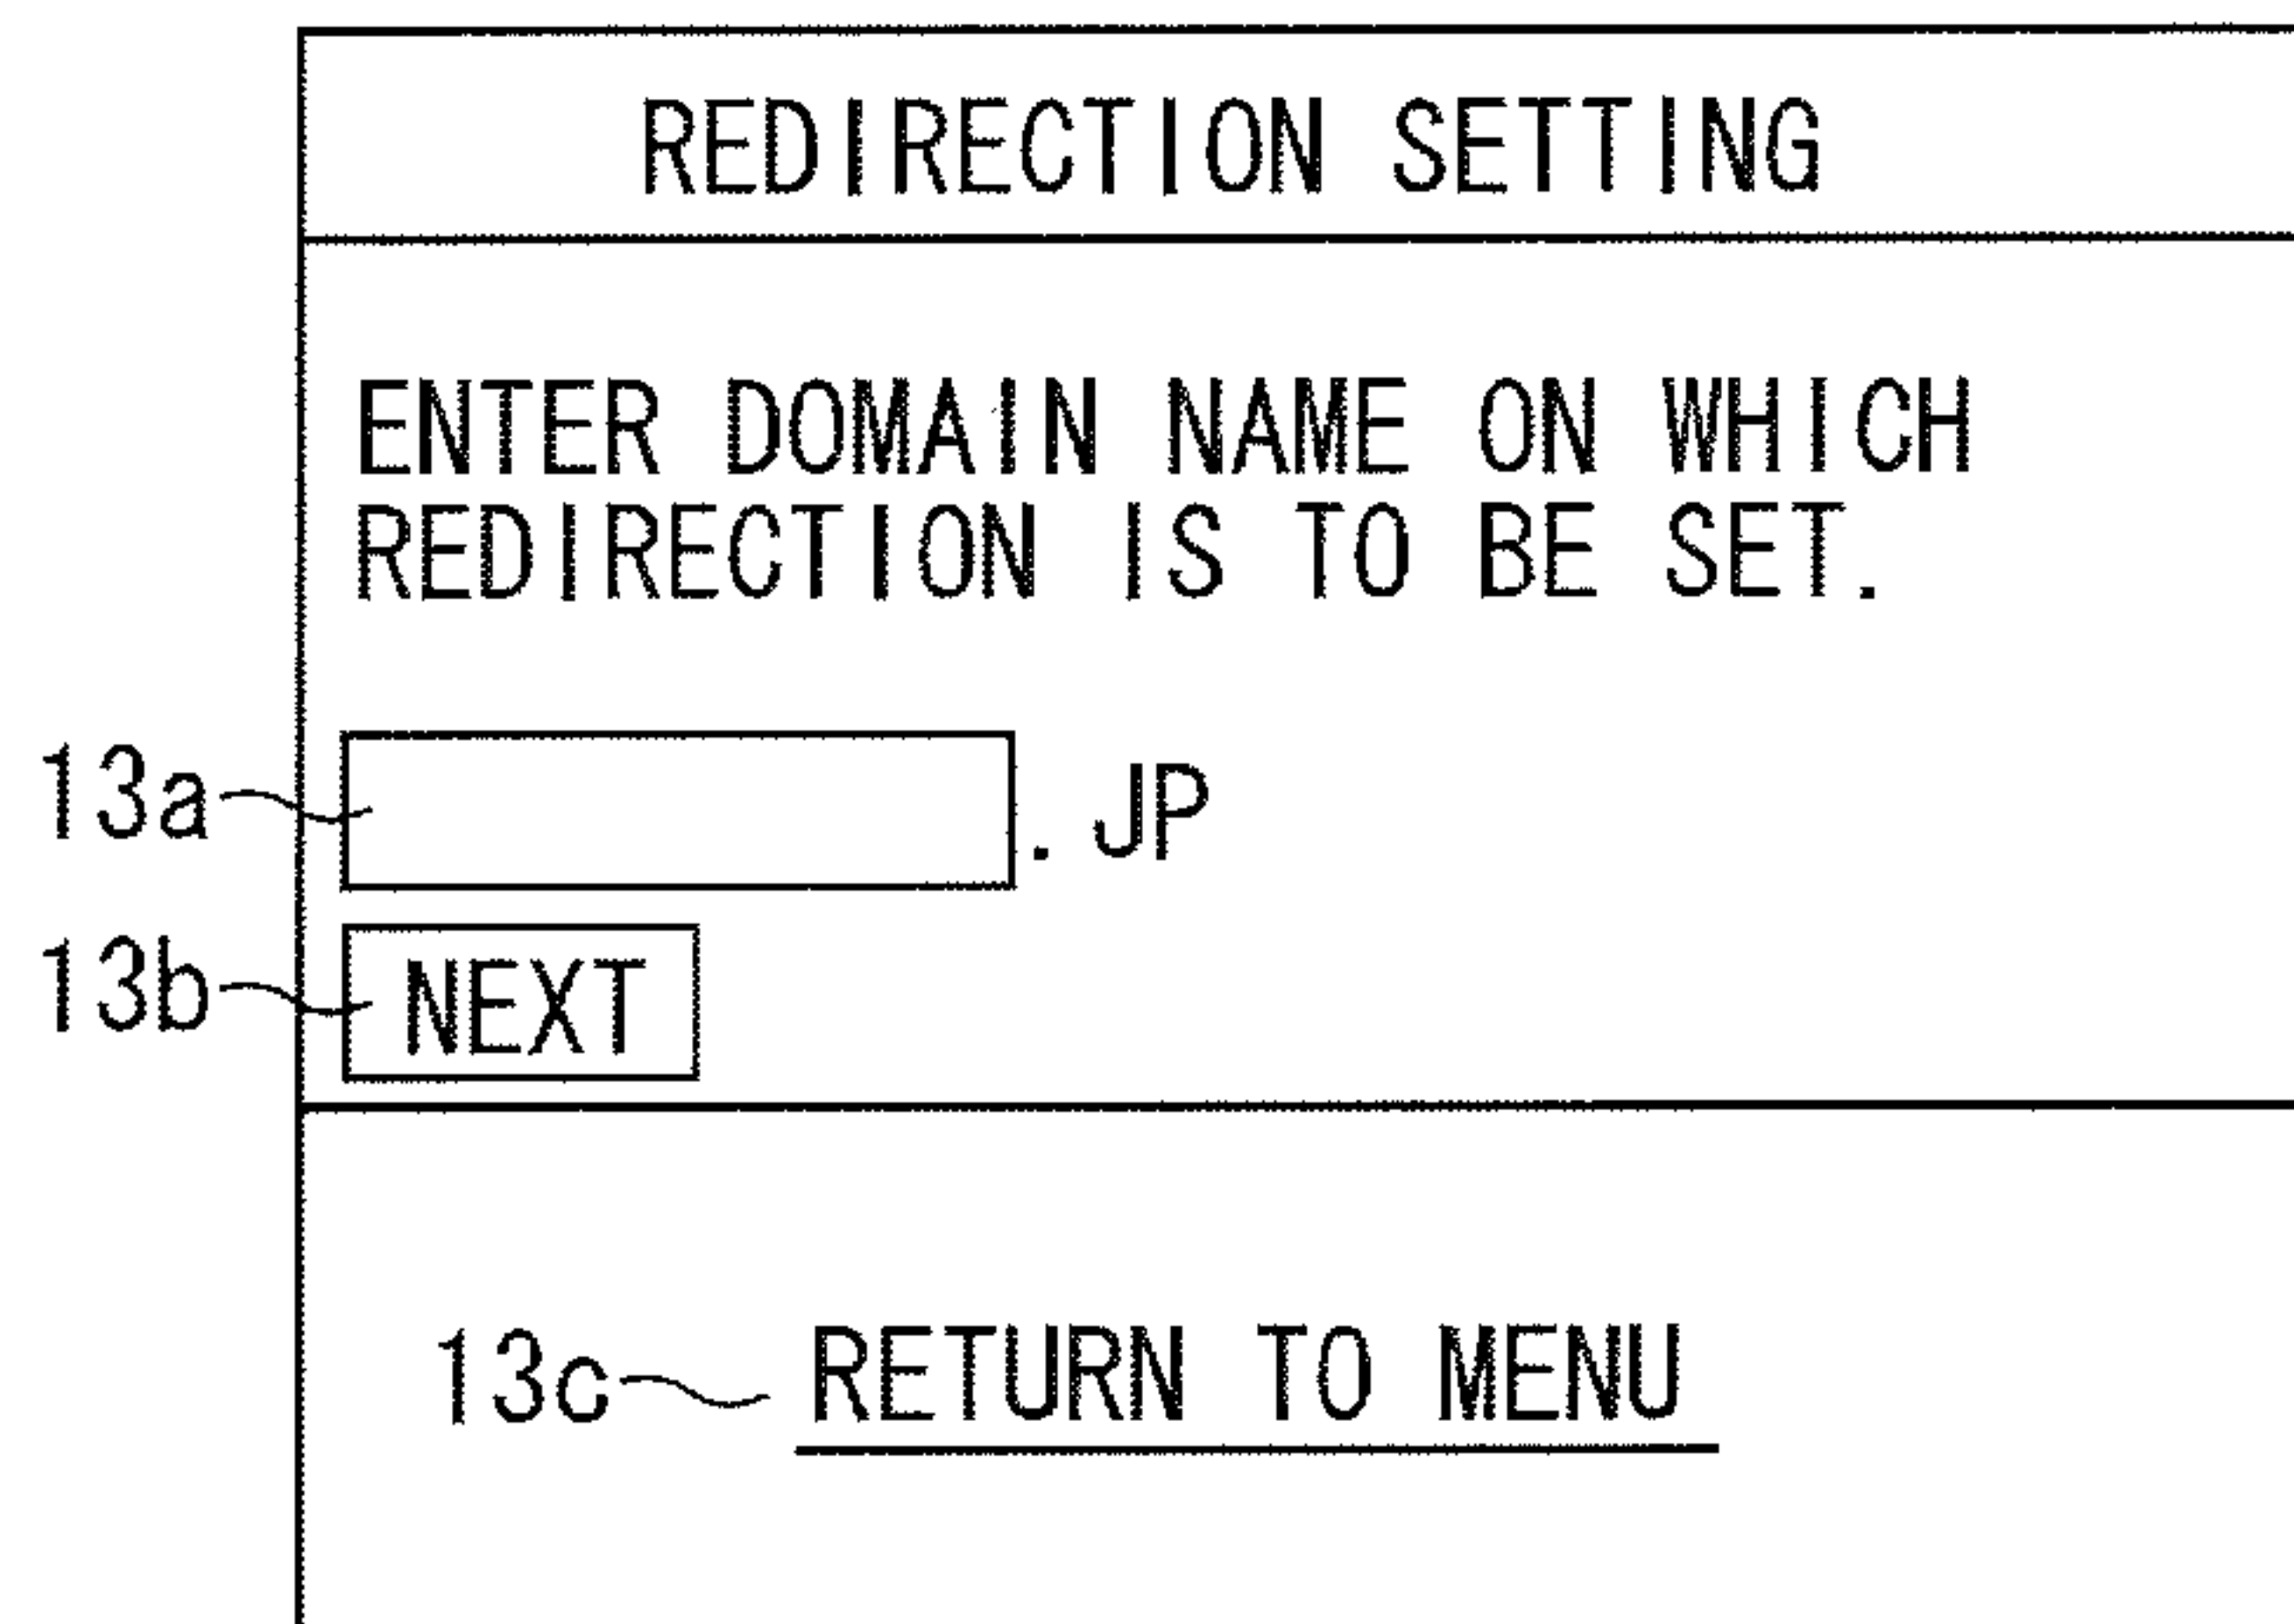 REDIRECTION SETTING
ENTER DOMAIN NAME ON WHICH
REDIRECTION IS TO BE SET.
13a .JP
13b NEXT
13c RETURN TO MENU